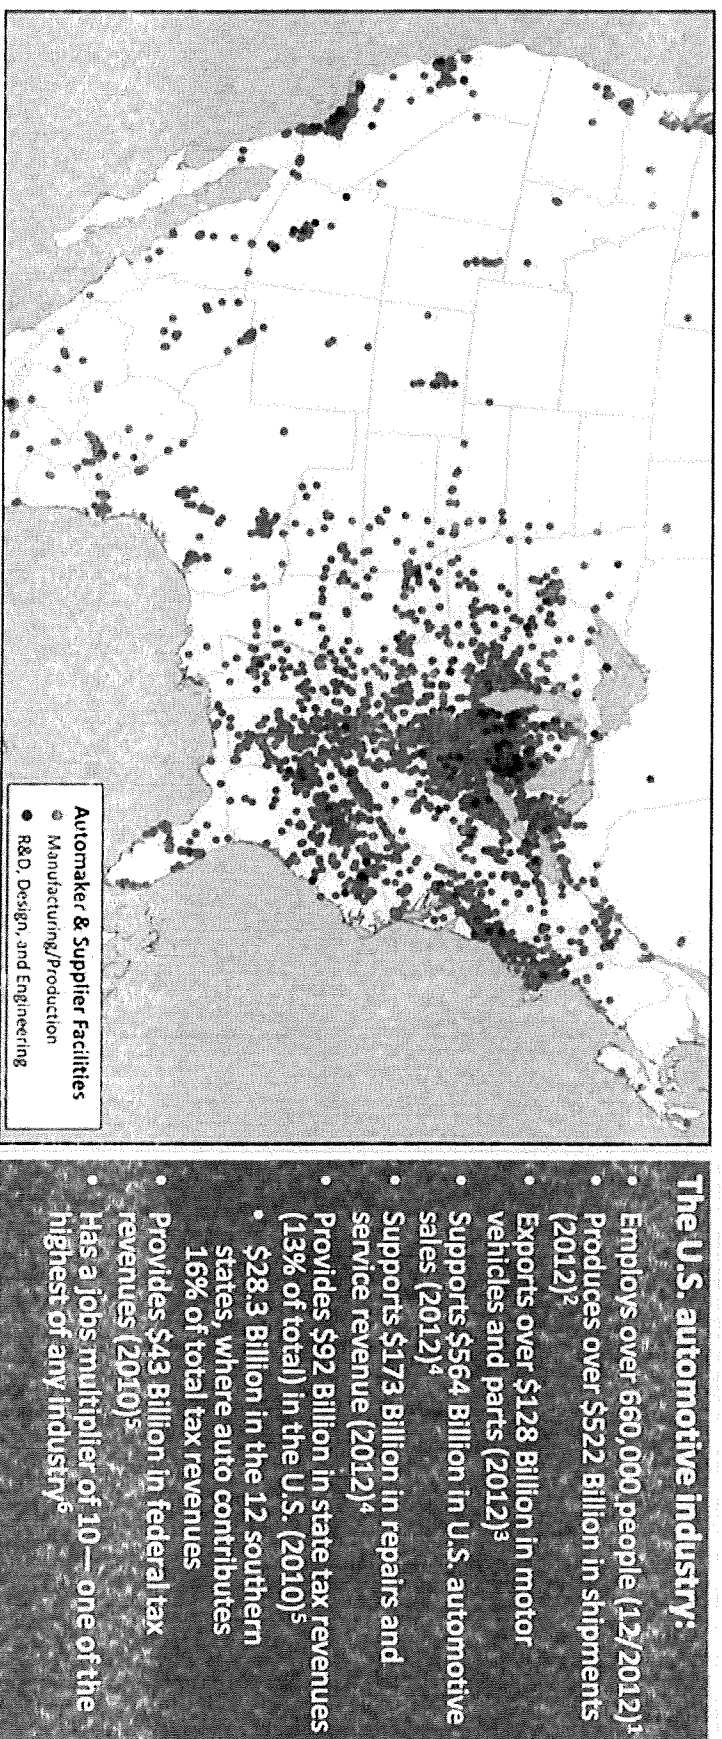 Automaker & Supplier Facilities
Manufacturing/Production
R&D, Design, and Engineering
The U.S. automotive industry:
• Employs over 660,000 people (12/2012)¹
• Produces over $522 Billion in shipments
(2012)²
• Exports over $128 Billion in motor
vehicles and parts (2012)³
• Supports $564 Billion in U.S. automotive
sales (2012)⁴
• Supports $173 Billion in repairs and
service revenue (2012)⁴
• Provides $92 Billion in state tax revenues
(13% of total) in the U.S. (2010)⁵
• $28.3 Billion in the 12 southern
states, where auto contributes
16% of total tax revenues
• Provides $43 Billion in federal tax
revenues (2010)⁵
• Has a jobs multiplier of 10— one of the
highest of any industry⁶